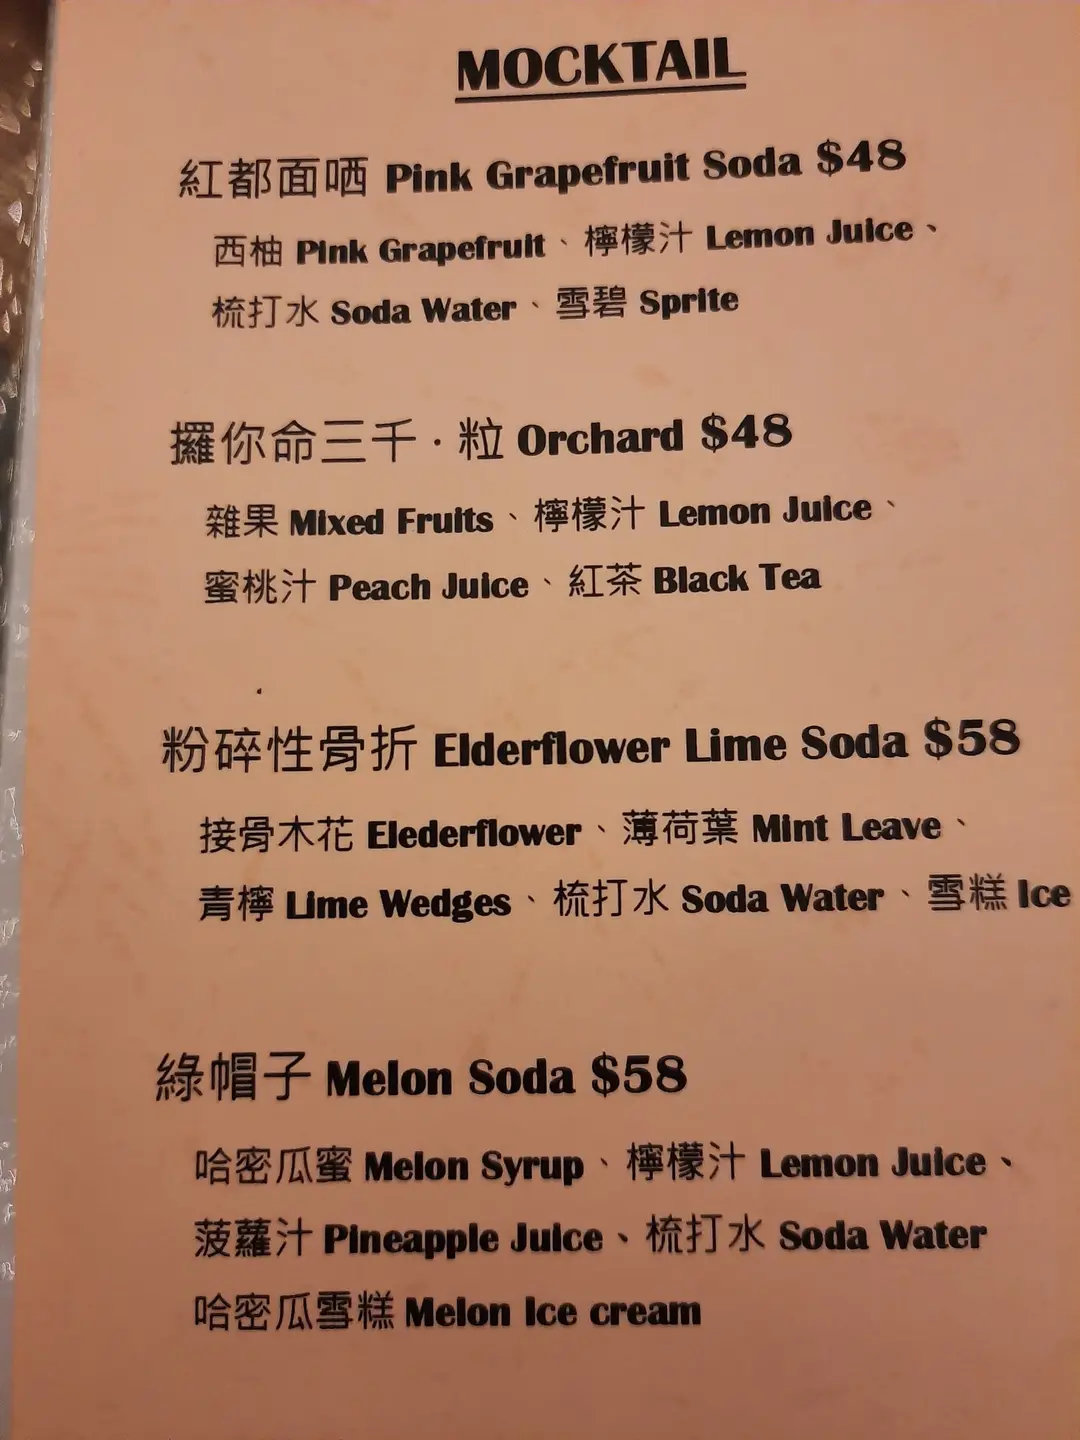 MOCKTAIL
紅都面哂 Pink Grapefruit Soda $48
西柚 Pink Grapefruit、檸檬汁 Lemon Juice、
梳打水 Soda Water、雪碧 Sprite
攞你命三千·粒 Orchard $48
雜果 Mixed Fruits、檸檬汁 Lemon Juice、
蜜桃汁 Peach Juice、紅茶 Black Tea
粉碎性骨折 Elderflower Lime Soda $58
接骨木花 Elederflower、薄荷葉 Mint Leave、
青檸 Lime Wedges、梳打水 Soda Water、雪糕 Ice
綠帽子 Melon Soda $58
哈密瓜蜜 Melon Syrup、檸檬汁 Lemon Juice、
菠蘿汁 Pineapple Juice、梳打水 Soda Water
哈密瓜雪糕 Melon Ice cream